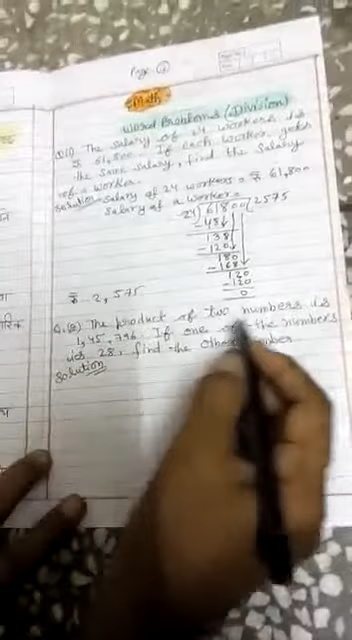 Page 4
Math
Word Problems (Division)
Q.(1) The salary of 24 workers is
₹ 61,800. If each worker gets
the same salary, find the salary
of a worker.
Solution - Salary of 24 workers = ₹ 61,800
Salary of a worker =
24) 61800 (2575
- 48
138
- 120
180
- 168
120
- 120
0
₹ 2,575
Q.(2) The product of two numbers is
1,45,796. If one of the numbers
is 28, find the other number
Solution